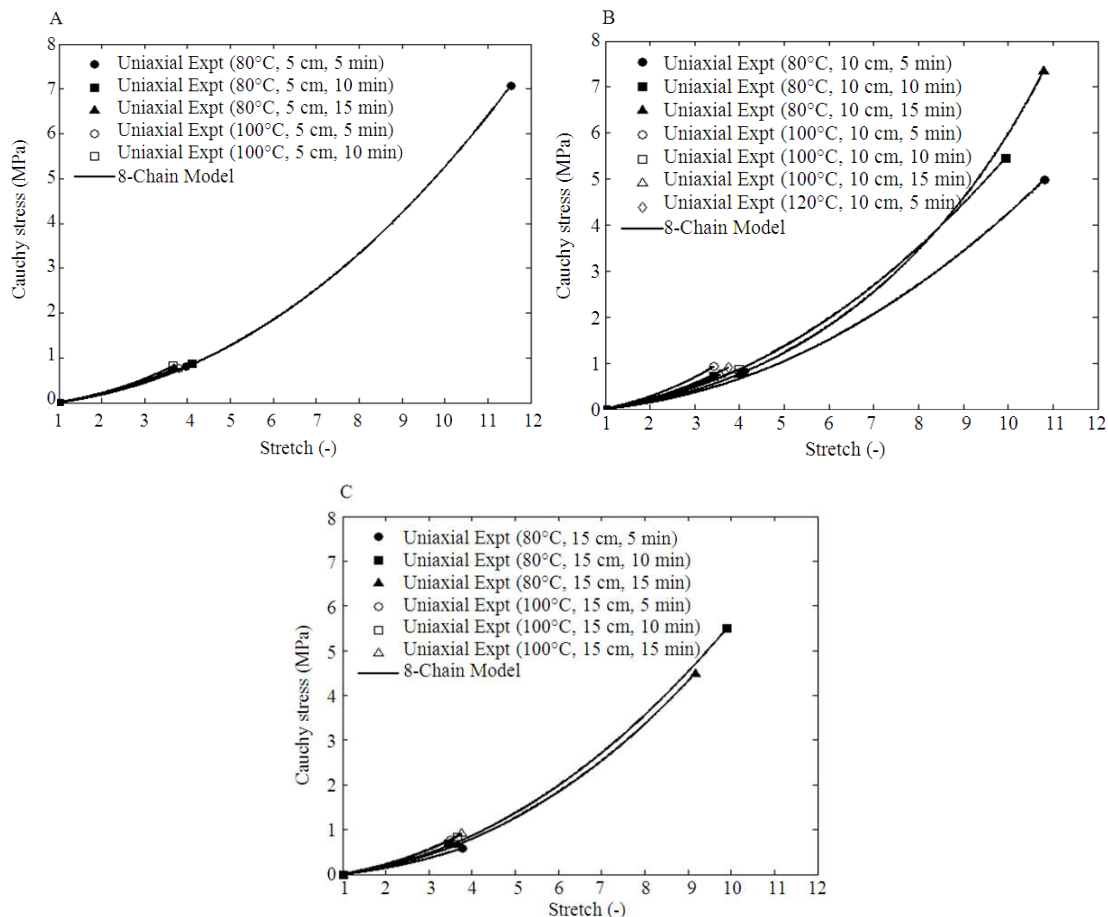 A
8
7
6
5
4
3
2
1
0
Cauchy stress (MPa)
Uniaxial Expt (80°C, 5 cm, 5 min)
Uniaxial Expt (80°C, 5 cm, 10 min)
Uniaxial Expt (80°C, 5 cm, 15 min)
Uniaxial Expt (100°C, 5 cm, 5 min)
Uniaxial Expt (100°C, 5 cm, 10 min)
8-Chain Model
1 2 3 4 5 6 7 8 9 10 11 12
Stretch (-)
B
8
7
6
5
4
3
2
1
0
Cauchy stress (MPa)
Uniaxial Expt (80°C, 10 cm, 5 min)
Uniaxial Expt (80°C, 10 cm, 10 min)
Uniaxial Expt (80°C, 10 cm, 15 min)
Uniaxial Expt (100°C, 10 cm, 5 min)
Uniaxial Expt (100°C, 10 cm, 10 min)
Uniaxial Expt (100°C, 10 cm, 15 min)
Uniaxial Expt (120°C, 10 cm, 5 min)
8-Chain Model
1 2 3 4 5 6 7 8 9 10 11 12
Stretch (-)
C
8
7
6
5
4
3
2
1
0
Cauchy stress (MPa)
Uniaxial Expt (80°C, 15 cm, 5 min)
Uniaxial Expt (80°C, 15 cm, 10 min)
Uniaxial Expt (80°C, 15 cm, 15 min)
Uniaxial Expt (100°C, 15 cm, 5 min)
Uniaxial Expt (100°C, 15 cm, 10 min)
Uniaxial Expt (100°C, 15 cm, 15 min)
8-Chain Model
1 2 3 4 5 6 7 8 9 10 11 12
Stretch (-)